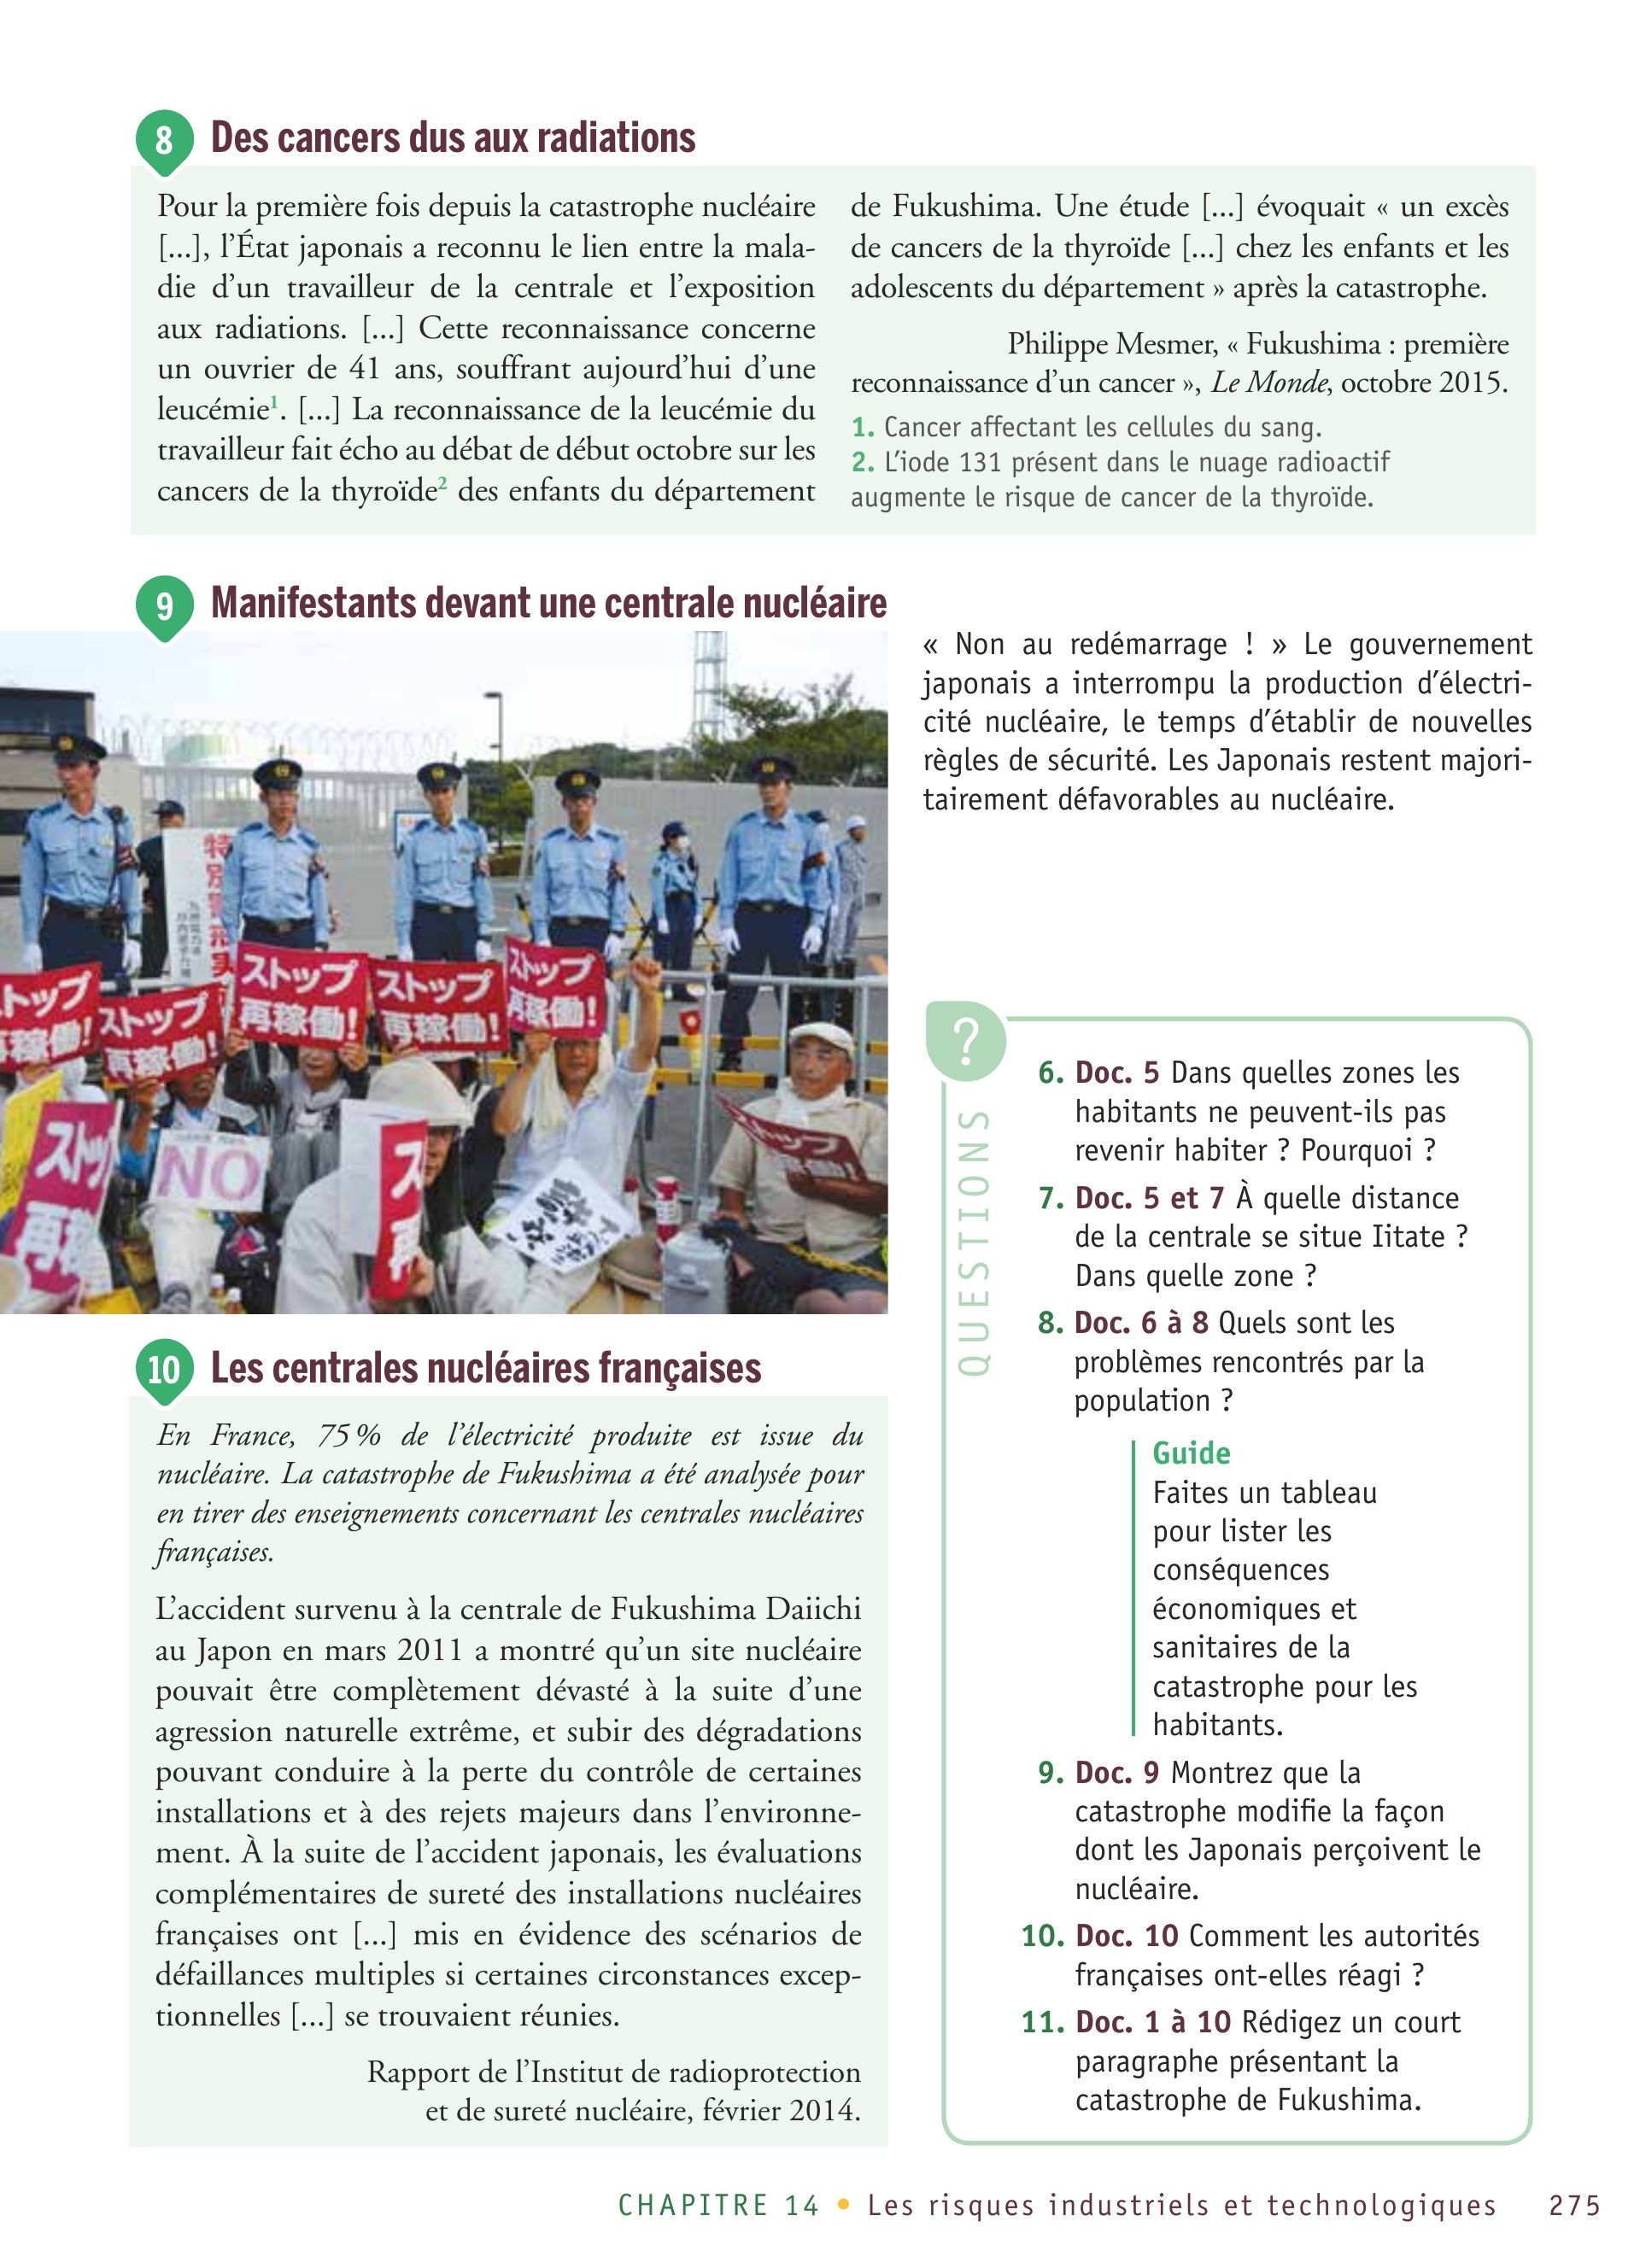 8 Des cancers dus aux radiations
Pour la première fois depuis la catastrophe nucléaire
[...], l'État japonais a reconnu le lien entre la mala-
die d'un travailleur de la centrale et l'exposition
aux radiations. [...] Cette reconnaissance concerne
un ouvrier de 41 ans, souffrant aujourd'hui d'une
leucémie¹. [...] La reconnaissance de la leucémie du
travailleur fait écho au débat de début octobre sur les
cancers de la thyroïde² des enfants du département
de Fukushima. Une étude [...] évoquait « un excès
de cancers de la thyroïde [...] chez les enfants et les
adolescents du département » après la catastrophe.
Philippe Mesmer, « Fukushima : première
reconnaissance d'un cancer », Le Monde, octobre 2015.
1. Cancer affectant les cellules du sang.
2. L'iode 131 présent dans le nuage radioactif
augmente le risque de cancer de la thyroïde.
9 Manifestants devant une centrale nucléaire
ストップ
再稼働!
ストップ
再稼働!
ストップ
再稼働!
ストップ
再稼働!
ストップ
再稼働!
NO
« Non au redémarrage ! » Le gouvernement
japonais a interrompu la production d'électri-
cité nucléaire, le temps d'établir de nouvelles
règles de sécurité. Les Japonais restent majori-
tairement défavorables au nucléaire.
10 Les centrales nucléaires françaises
En France, 75 % de l'électricité produite est issue du
nucléaire. La catastrophe de Fukushima a été analysée pour
en tirer des enseignements concernant les centrales nucléaires
françaises.
L'accident survenu à la centrale de Fukushima Daiichi
au Japon en mars 2011 a montré qu'un site nucléaire
pouvait être complètement dévasté à la suite d'une
agression naturelle extrême, et subir des dégradations
pouvant conduire à la perte du contrôle de certaines
installations et à des rejets majeurs dans l'environne-
ment. À la suite de l'accident japonais, les évaluations
complémentaires de sureté des installations nucléaires
françaises ont [...] mis en évidence des scénarios de
défaillances multiples si certaines circonstances excep-
tionnelles [...] se trouvaient réunies.
Rapport de l'Institut de radioprotection
et de sureté nucléaire, février 2014.
?
QUESTIONS
6. Doc. 5 Dans quelles zones les
habitants ne peuvent-ils pas
revenir habiter ? Pourquoi ?
7. Doc. 5 et 7 À quelle distance
de la centrale se situe Iitate ?
Dans quelle zone ?
8. Doc. 6 à 8 Quels sont les
problèmes rencontrés par la
population ?
Guide
Faites un tableau
pour lister les
conséquences
économiques et
sanitaires de la
catastrophe pour les
habitants.
9. Doc. 9 Montrez que la
catastrophe modifie la façon
dont les Japonais perçoivent le
nucléaire.
10. Doc. 10 Comment les autorités
françaises ont-elles réagi ?
11. Doc. 1 à 10 Rédigez un court
paragraphe présentant la
catastrophe de Fukushima.
CHAPITRE 14 • Les risques industriels et technologiques 275